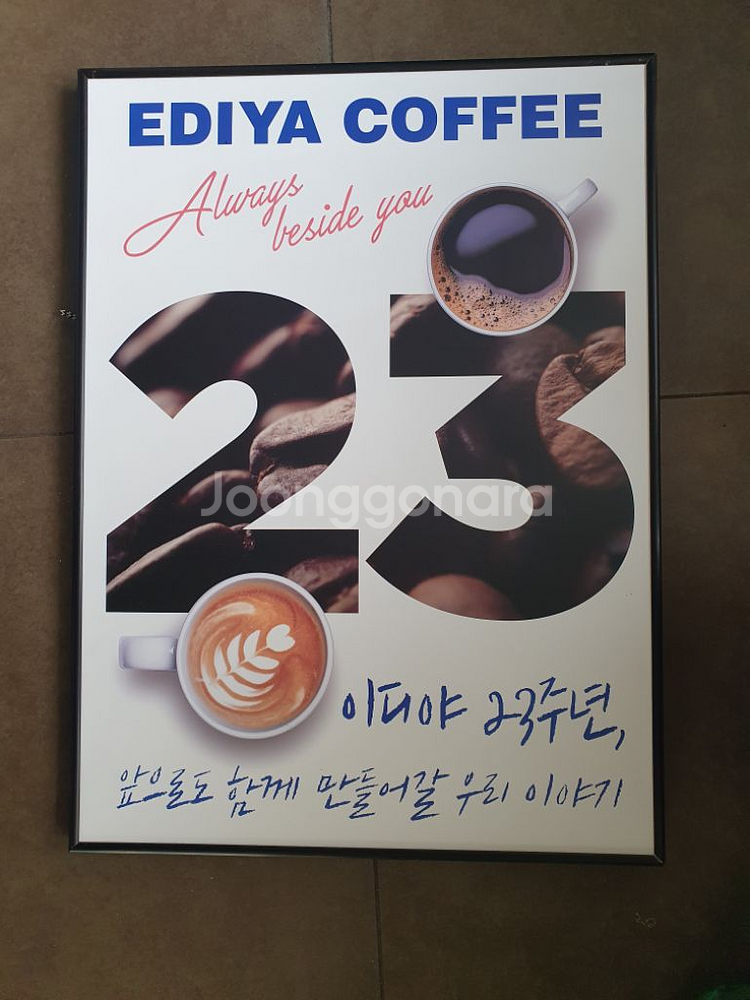 EDIYA COFFEE
Always
beside you
23
Joonggonara
이디야 23주년,
앞으로도 함께 만들어갈 우리 이야기